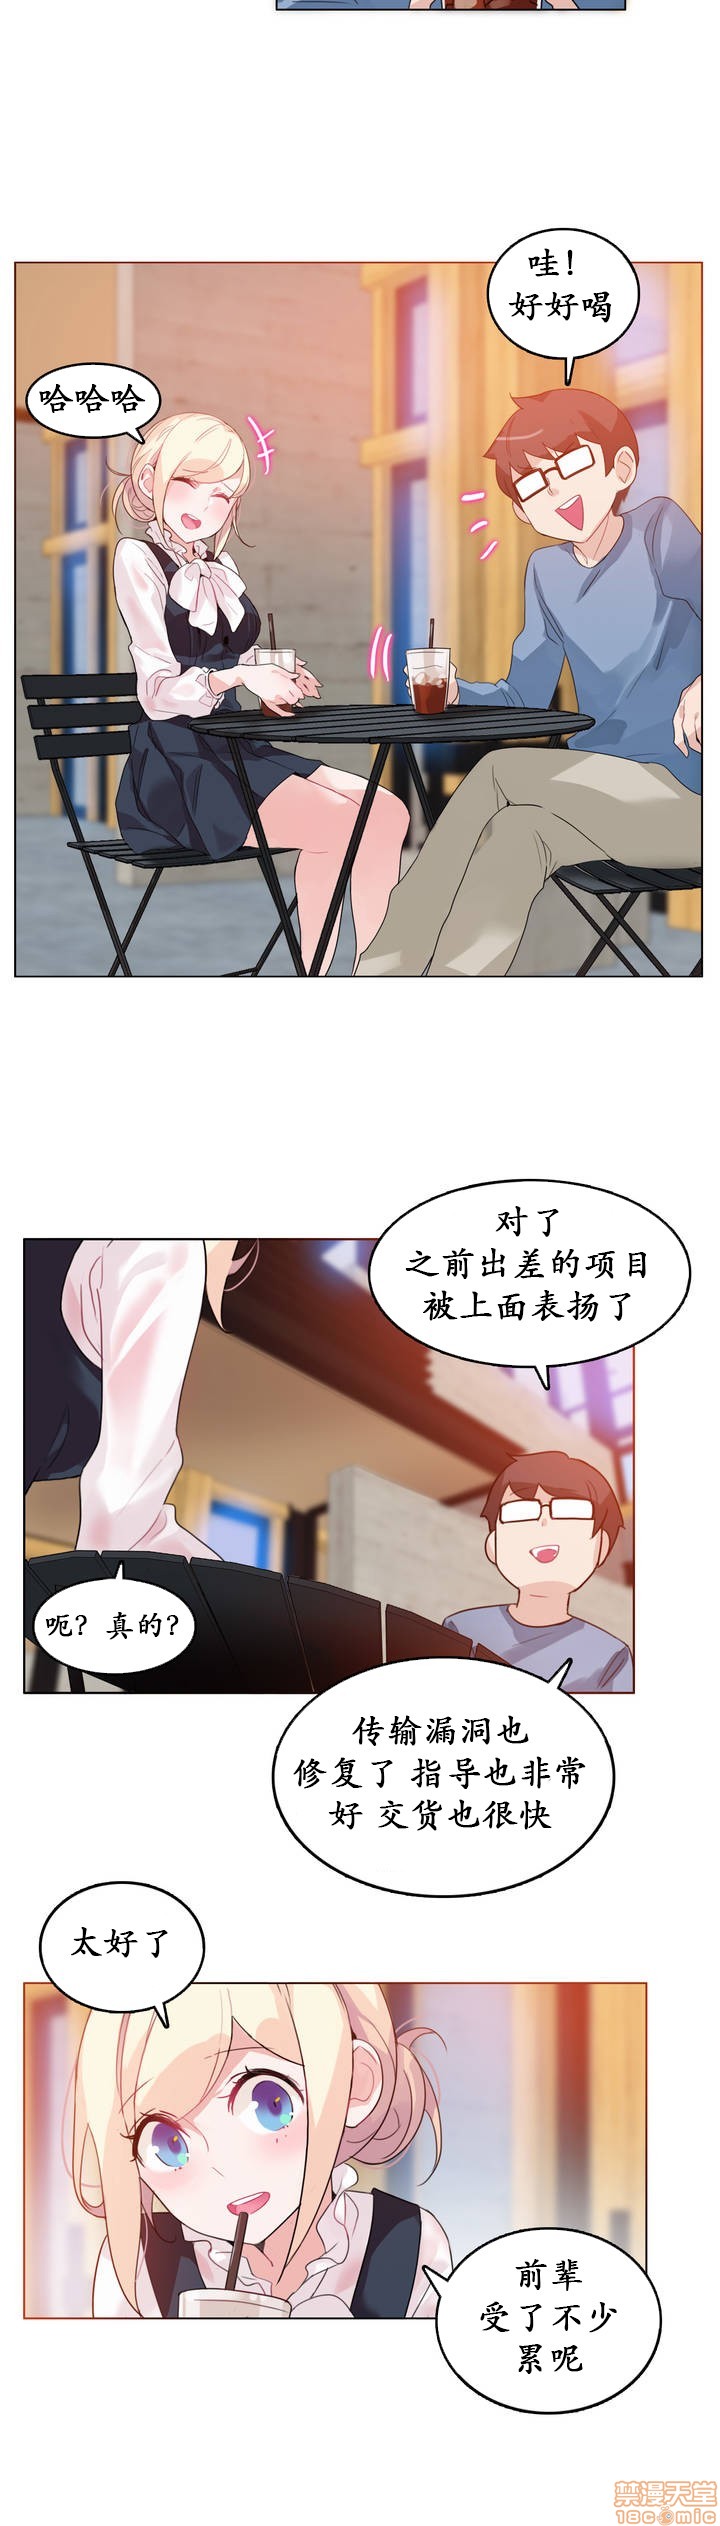 哇!
好好喝
哈哈哈
对了
之前出差的项目
被上面表扬了
呃? 真的?
传输漏洞也
修复了 指导也非常
好 交货也很快
太好了
前辈
受了不少
累呢
禁漫天堂
18comic